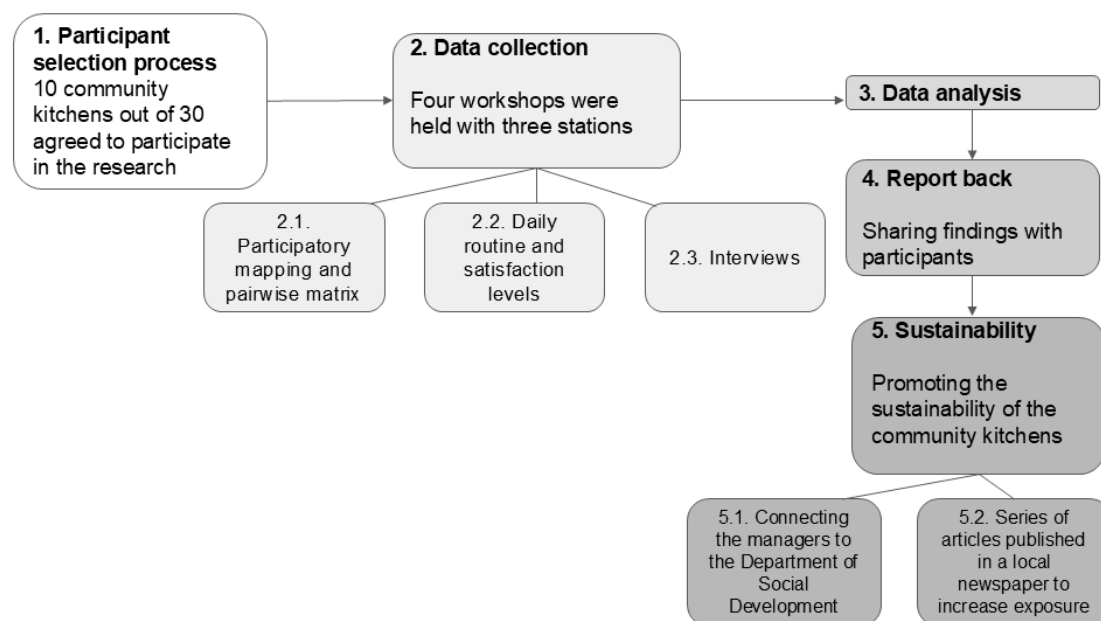 1. Participant
selection process
10 community
kitchens out of 30
agreed to participate
in the research
2. Data collection
Four workshops were
held with three stations
2.1.
Participatory
mapping and
pairwise matrix
2.2. Daily
routine and
satisfaction
levels
2.3. Interviews
3. Data analysis
4. Report back
Sharing findings with
participants
5. Sustainability
Promoting the
sustainability of the
community kitchens
5.1. Connecting
the managers to
the Department of
Social
Development
5.2. Series of
articles published
in a local
newspaper to
increase exposure